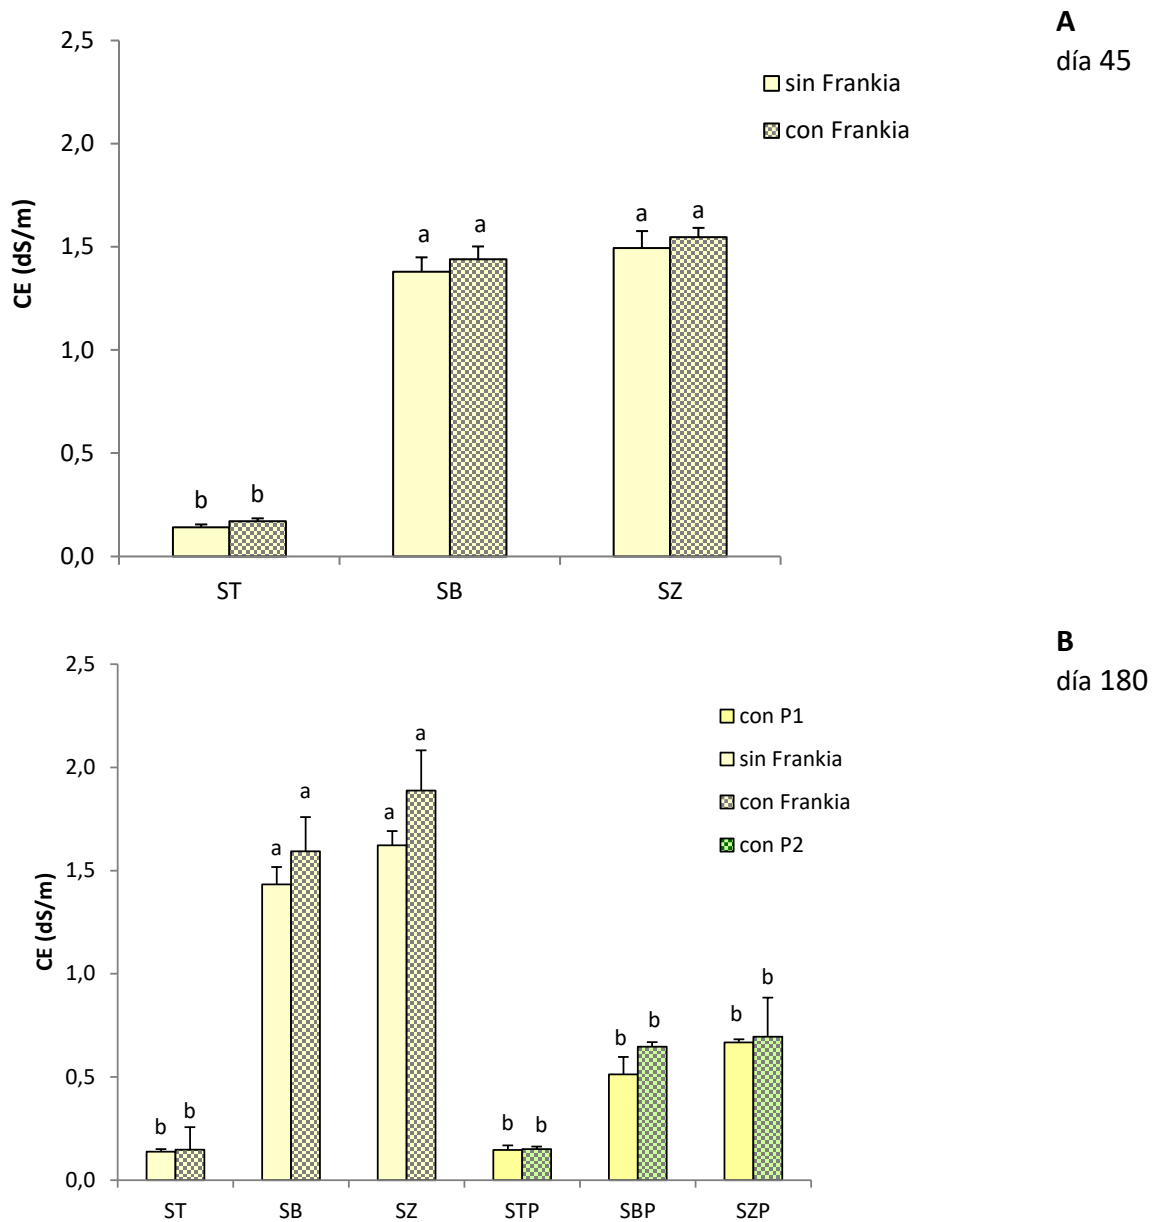 A
día 45
2,5
sin Frankia
2,0
con Frankia
a a
a a
1,5
CE (dS/m)
1,0
0,5
b b
0,0
ST SB SZ
B
día 180
2,5
con P1
a
sin Frankia
2,0
a
con Frankia
a
a
con P2
1,5
CE (dS/m)
1,0
b
b
b b
0,5
b b
b b
0,0
ST SB SZ STP SBP SZP